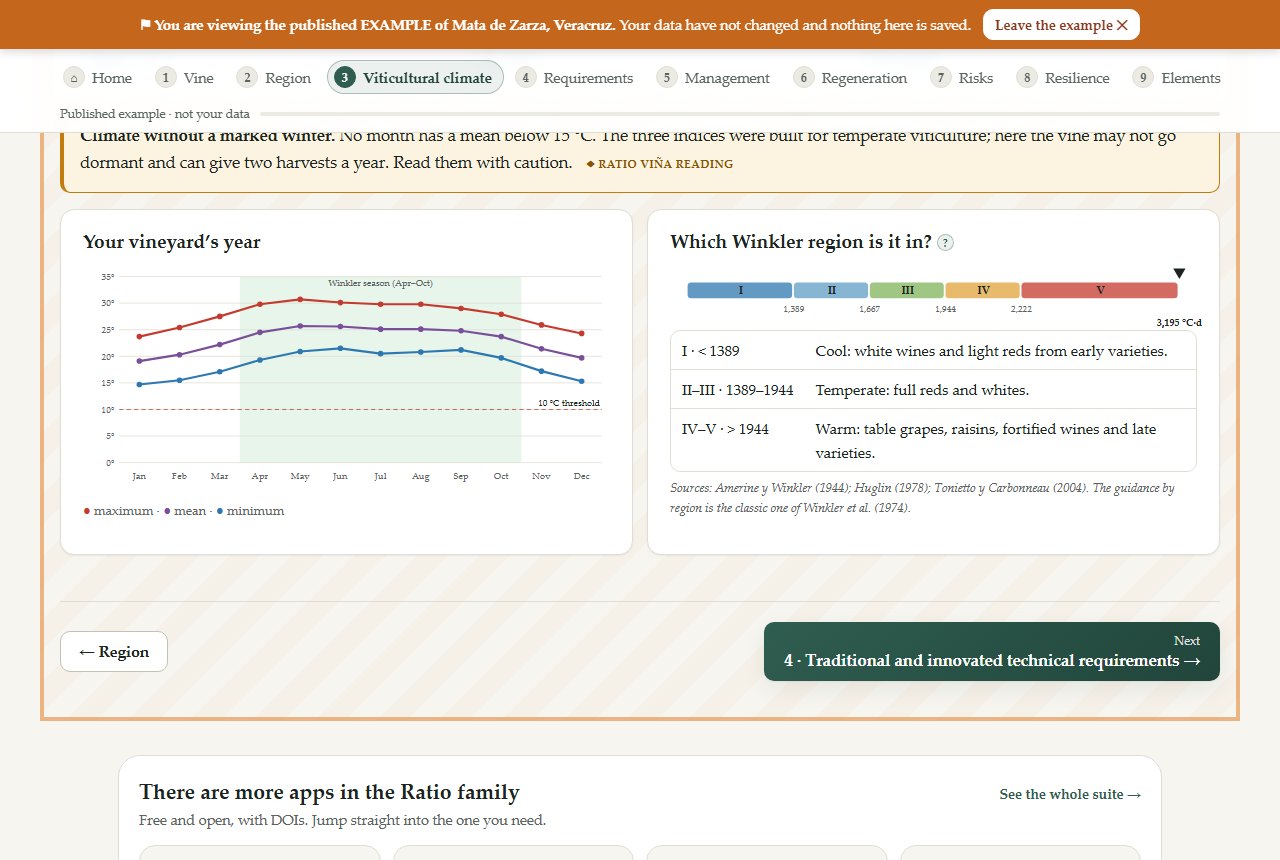 ⚑ You are viewing the published EXAMPLE of Mata de Zarza, Veracruz. Your data have not changed and nothing here is saved. Leave the example ✕
⌂ Home 1 Vine 2 Region 3 Viticultural climate 4 Requirements 5 Management 6 Regeneration 7 Risks 8 Resilience 9 Elements
Published example · not your data
Climate without a marked winter. No month has a mean below 15 °C. The three indices were built for temperate viticulture; here the vine may not go
dormant and can give two harvests a year. Read them with caution. ◆ RATIO VIÑA READING
Your vineyard’s year
Winkler season (Apr–Oct)
35°
30°
25°
20°
15°
10°
5°
0°
10 °C threshold
Jan Feb Mar Apr May Jun Jul Aug Sep Oct Nov Dec
● maximum · ● mean · ● minimum
Which Winkler region is it in? ?
▼
I II III IV V
1,389 1,667 1,944 2,222
3,195 °C·d
I · < 1389 Cool: white wines and light reds from early varieties.
II–III · 1389–1944 Temperate: full reds and whites.
IV–V · > 1944 Warm: table grapes, raisins, fortified wines and late
varieties.
Sources: Amerine y Winkler (1944); Huglin (1978); Tonietto y Carbonneau (2004). The guidance by
region is the classic one of Winkler et al. (1974).
← Region
Next
4 · Traditional and innovated technical requirements →
There are more apps in the Ratio family
See the whole suite →
Free and open, with DOIs. Jump straight into the one you need.